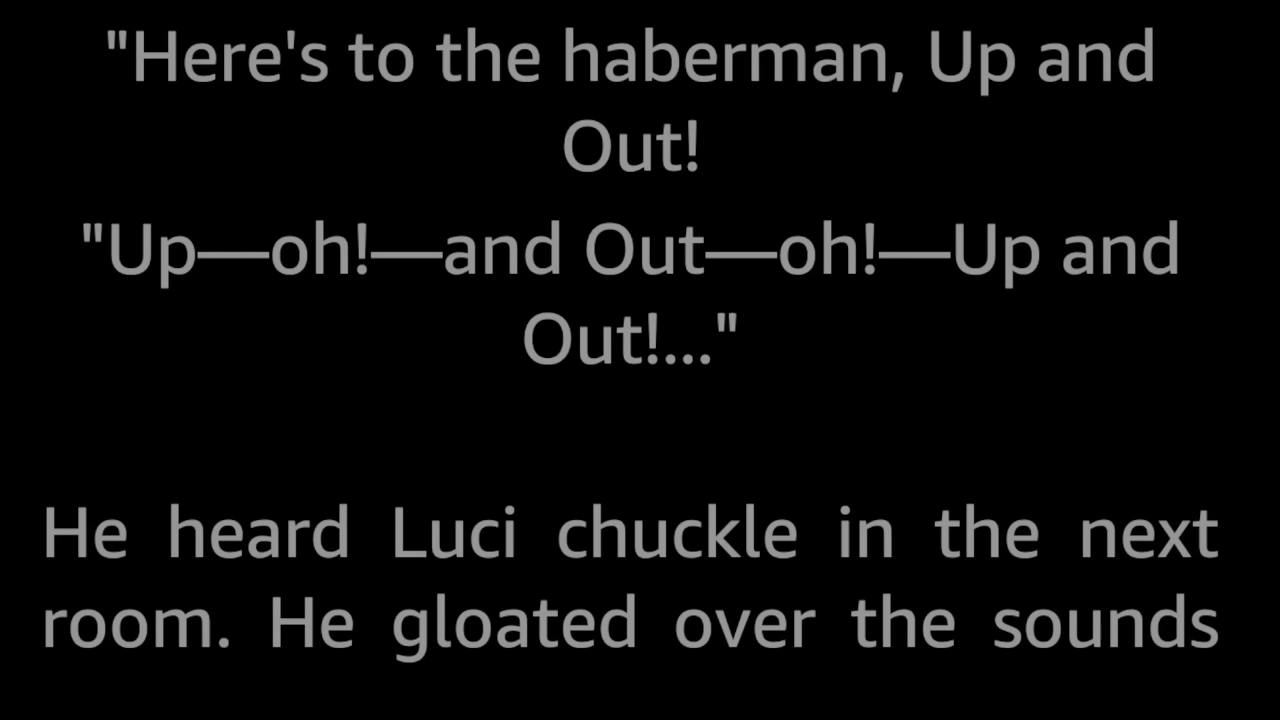 "Here's to the haberman, Up and
Out!
"Up—oh!—and Out—oh!—Up and
Out!..."
He heard Luci chuckle in the next
room. He gloated over the sounds